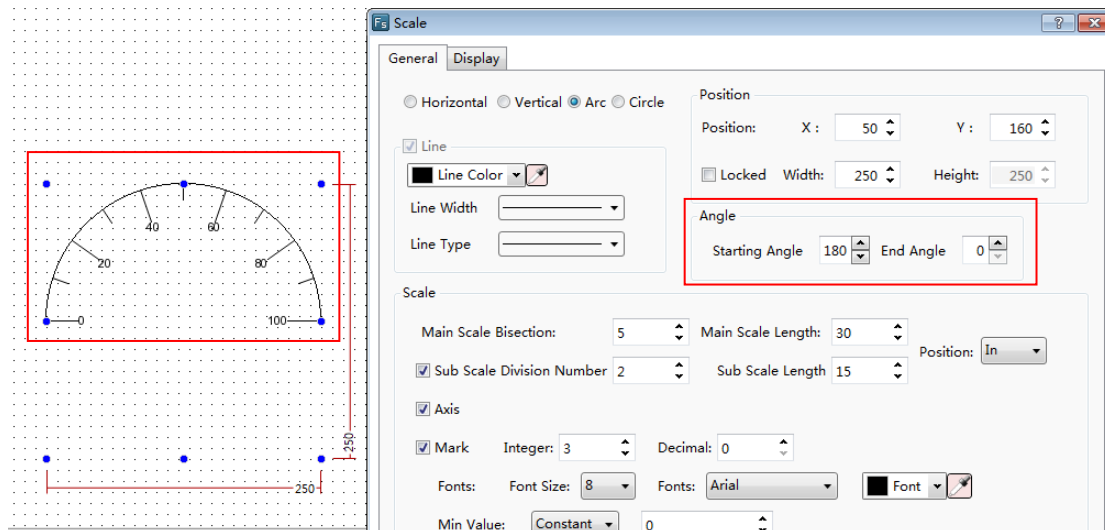 Fs Scale
General Display
Horizontal Vertical Arc Circle
Position
Position: X : 50 Y : 160
Line
Line Color
Locked Width: 250 Height: 250
Line Width
Angle
Line Type
Starting Angle 180 End Angle 0
Scale
Main Scale Bisection: 5 Main Scale Length: 30
Position: In
Sub Scale Division Number 2 Sub Scale Length 15
Axis
Mark Integer: 3 Decimal: 0
Fonts: Font Size: 8 Fonts: Arial Font
Min Value: Constant 0
40 60
20 80
0 100
250
250